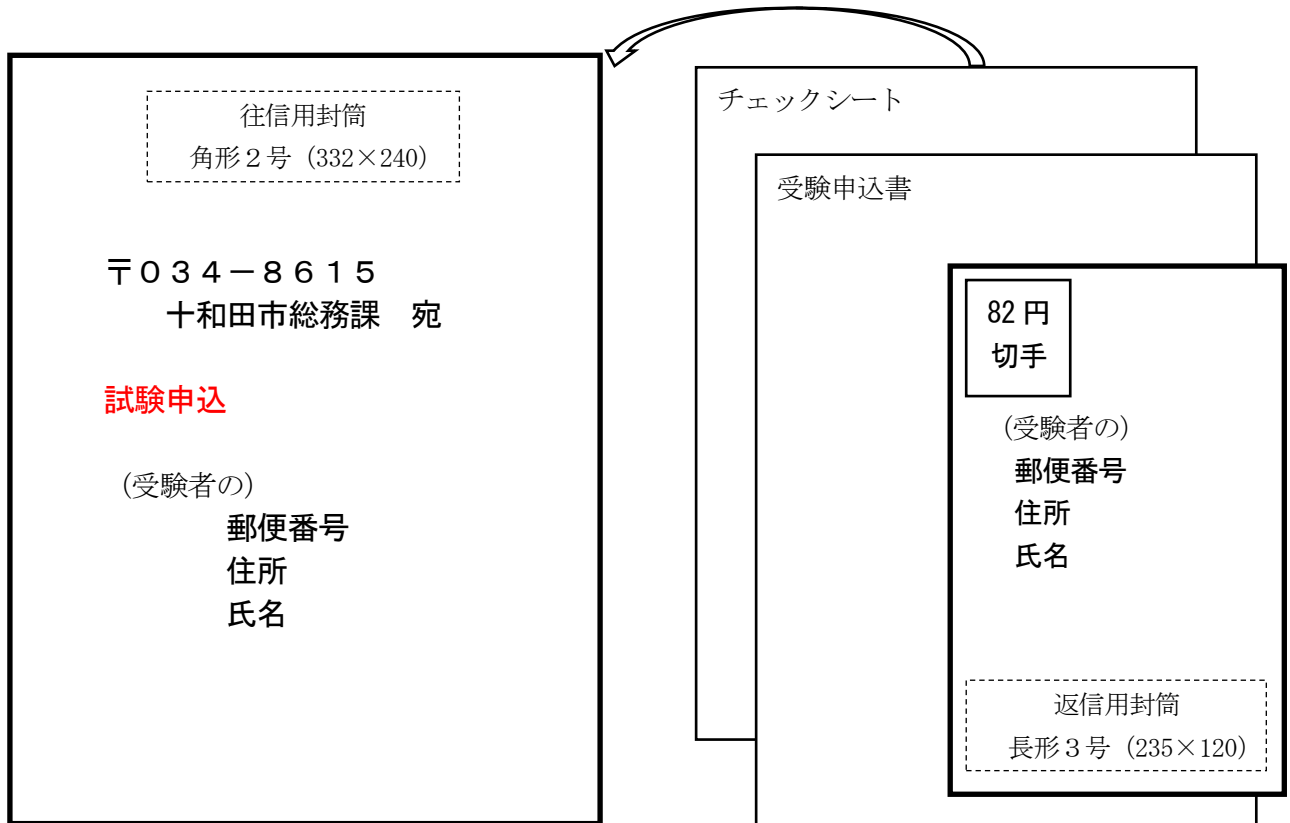 往信用封筒
角形２号（332×240）
〒０３４－８６１５
十和田市総務課　宛
試験申込
（受験者の）
郵便番号
住所
氏名
チェックシート
受験申込書
82 円
切手
（受験者の）
郵便番号
住所
氏名
返信用封筒
長形３号（235×120）